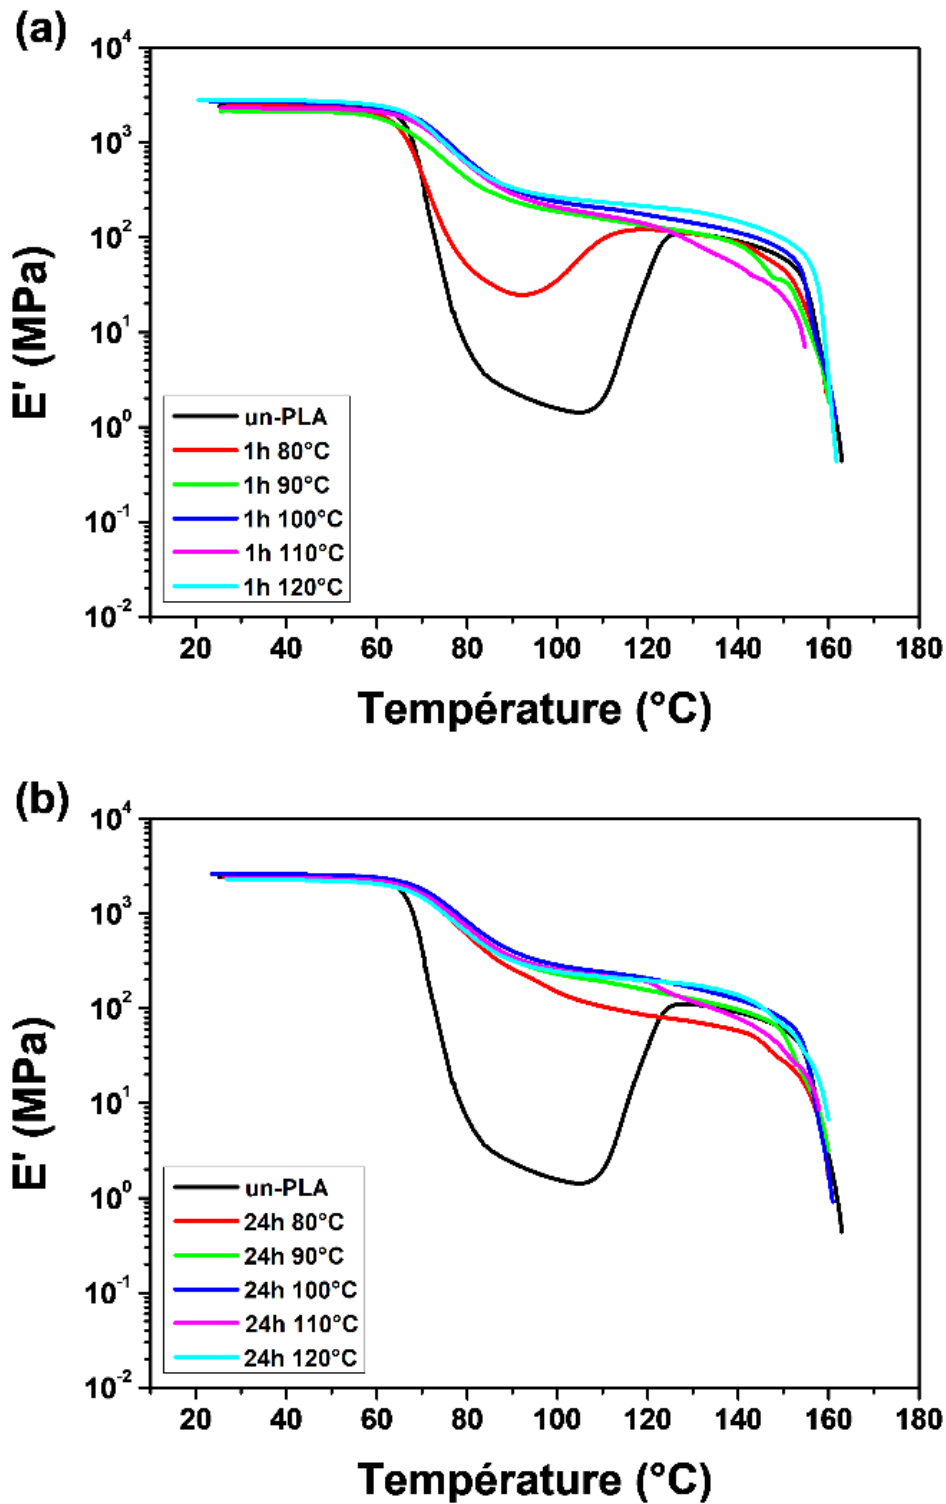 (a)
10⁴
10³
10²
10¹
10⁰
10⁻¹
10⁻²
E' (MPa)
un-PLA
1h 80°C
1h 90°C
1h 100°C
1h 110°C
1h 120°C
20 40 60 80 100 120 140 160 180
Température (°C)
(b)
10⁴
10³
10²
10¹
10⁰
10⁻¹
10⁻²
E' (MPa)
un-PLA
24h 80°C
24h 90°C
24h 100°C
24h 110°C
24h 120°C
20 40 60 80 100 120 140 160 180
Température (°C)